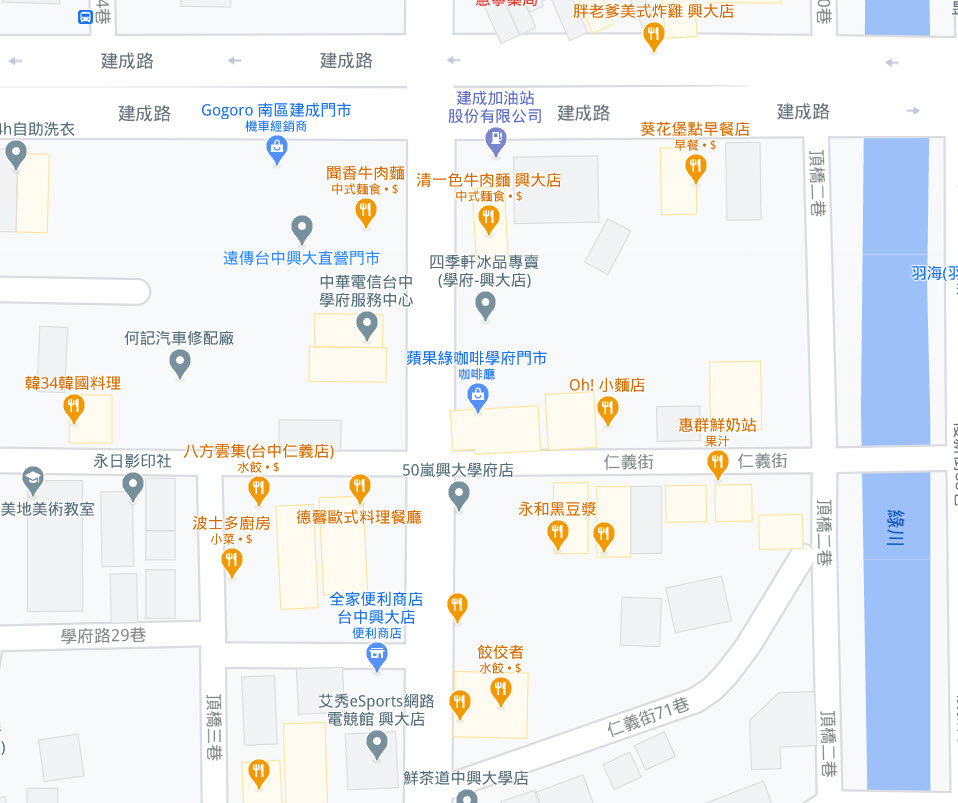 惠寧藥局
胖老爹美式炸雞 興大店
建成路
建成路
Gogoro 南區建成門市
機車經銷商
建成路
建成加油站
股份有限公司
建成路
建成路
4h自助洗衣
葵花堡點早餐店
早餐 • $
聞香牛肉麵
中式麵食 • $
清一色牛肉麵 興大店
中式麵食 • $
頂橋二巷
遠傳台中興大直營門市
四季軒冰品專賣
(學府-興大店)
中華電信台中
學府服務中心
羽海(羽
何記汽車修配廠
蘋果綠咖啡學府門市
咖啡廳
韓34韓國料理
Oh! 小麵店
惠群鮮奶站
果汁
八方雲集(台中仁義店)
水餃 • $
永日影印社
50嵐興大學府店
仁義街
仁義街
美地美術教室
德馨歐式料理餐廳
永和黑豆漿
波士多廚房
小菜 • $
頂橋二巷
綠川
全家便利商店
台中興大店
便利商店
學府路29巷
餃佼者
水餃 • $
艾秀eSports網路
電競館 興大店
頂橋三巷
仁義街71巷
頂橋二巷
鮮茶道中興大學店